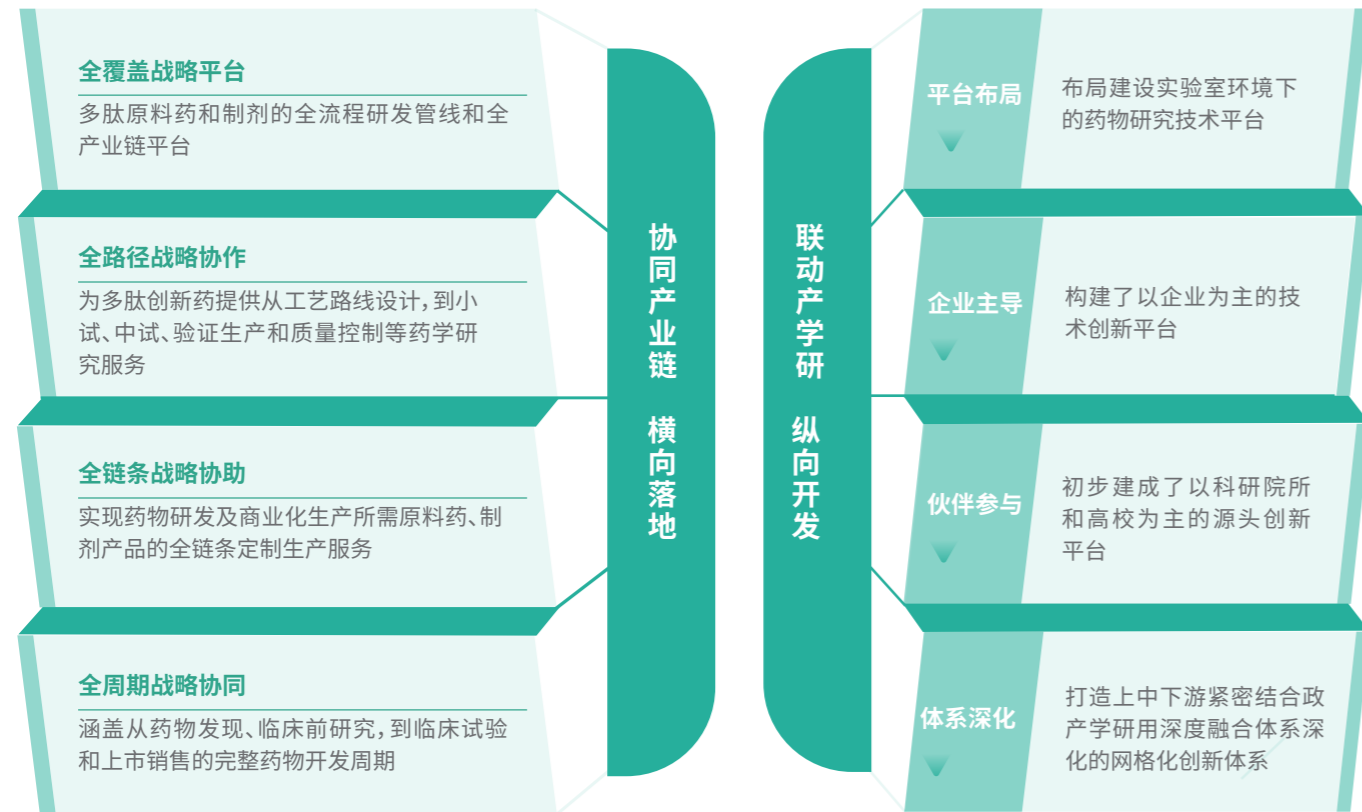 全覆盖战略平台
多肽原料药和制剂的全流程研发管线和全
产业链平台
全路径战略协作
为多肽创新药提供从工艺路线设计，到小
试、中试、验证生产和质量控制等药学研
究服务
全链条战略协助
实现药物研发及商业化生产所需原料药、制
剂产品的全链条定制生产服务
全周期战略协同
涵盖从药物发现、临床前研究，到临床试验
和上市销售的完整药物开发周期
协同产业链 横向落地
联动产学研 纵向开发
平台布局
布局建设实验室环境下
的药物研究技术平台
企业主导
构建了以企业为主的技
术创新平台
伙伴参与
初步建成了以科研院所
和高校为主的源头创新
平台
体系深化
打造上中下游紧密结合政
产学研用深度融合体系深
化的网格化创新体系